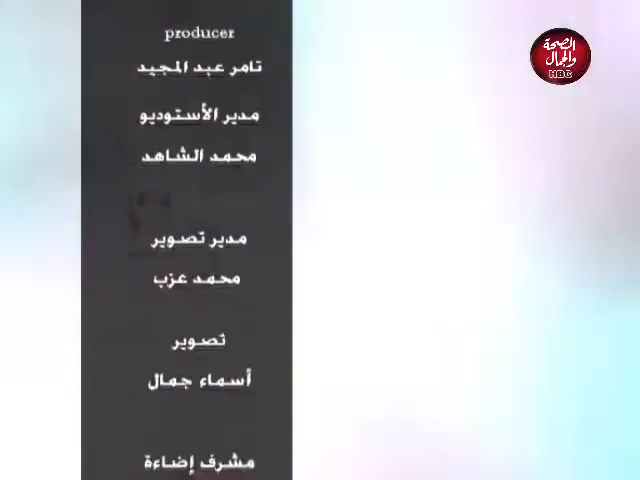 producer
تامر عبد المجيد
مدير الأستوديو
محمد الشاهد
مدير تصوير
محمد عزب
تصوير
أسماء جمال
مشرف إضاءة
الصحة
والجمال
HBC